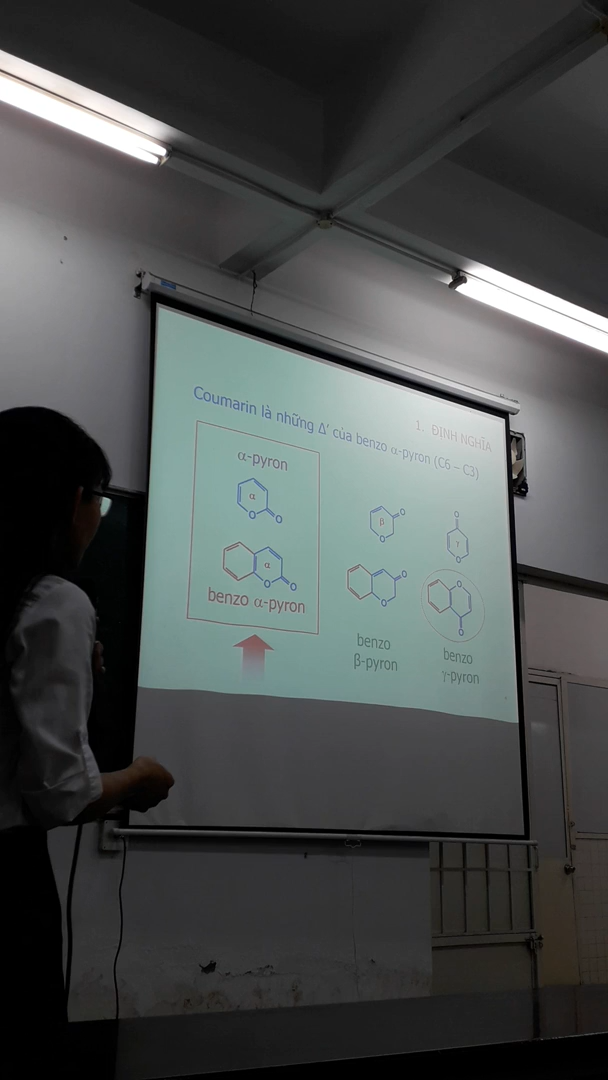 1. ĐỊNH NGHĨA
Coumarin là những Δ’ của benzo α-pyron (C6 – C3)
α-pyron
α
O
O
α
O
O
benzo α-pyron
β
O
O
O
O
benzo
β-pyron
O
γ
O
O
O
benzo
γ-pyron